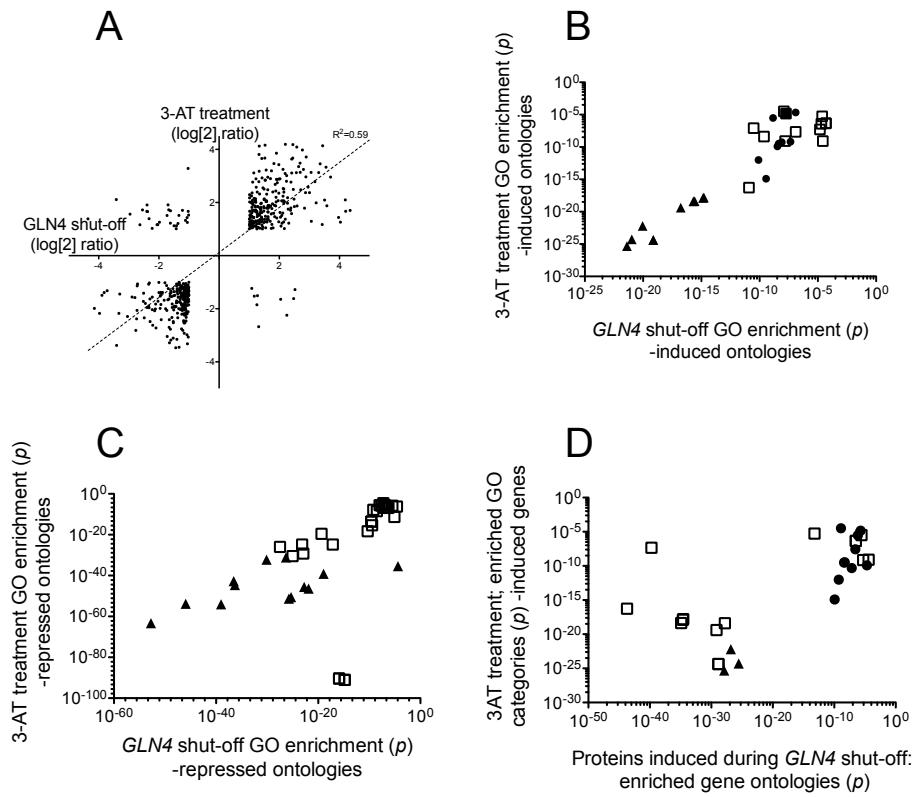 A
3-AT treatment
(log[2] ratio)
R²=0.59
4
2
GLN4 shut-off
(log[2] ratio)
-4
-2
2
4
-2
-4
B
3-AT treatment GO enrichment (p)
-induced ontologies
10⁰
10⁻⁵
10⁻¹⁰
10⁻¹⁵
10⁻²⁰
10⁻²⁵
10⁻³⁰
10⁻²⁵
10⁻²⁰
10⁻¹⁵
10⁻¹⁰
10⁻⁵
10⁰
GLN4 shut-off GO enrichment (p)
-induced ontologies
C
3-AT treatment GO enrichment (p)
-repressed ontologies
10⁰
10⁻²⁰
10⁻⁴⁰
10⁻⁶⁰
10⁻⁸⁰
10⁻¹⁰⁰
10⁻⁶⁰
10⁻⁴⁰
10⁻²⁰
10⁰
GLN4 shut-off GO enrichment (p)
-repressed ontologies
D
3AT treatment; enriched GO
categories (p) -induced genes
10⁰
10⁻⁵
10⁻¹⁰
10⁻¹⁵
10⁻²⁰
10⁻²⁵
10⁻³⁰
10⁻⁵⁰
10⁻⁴⁰
10⁻³⁰
10⁻²⁰
10⁻¹⁰
10⁰
Proteins induced during GLN4 shut-off:
enriched gene ontologies (p)